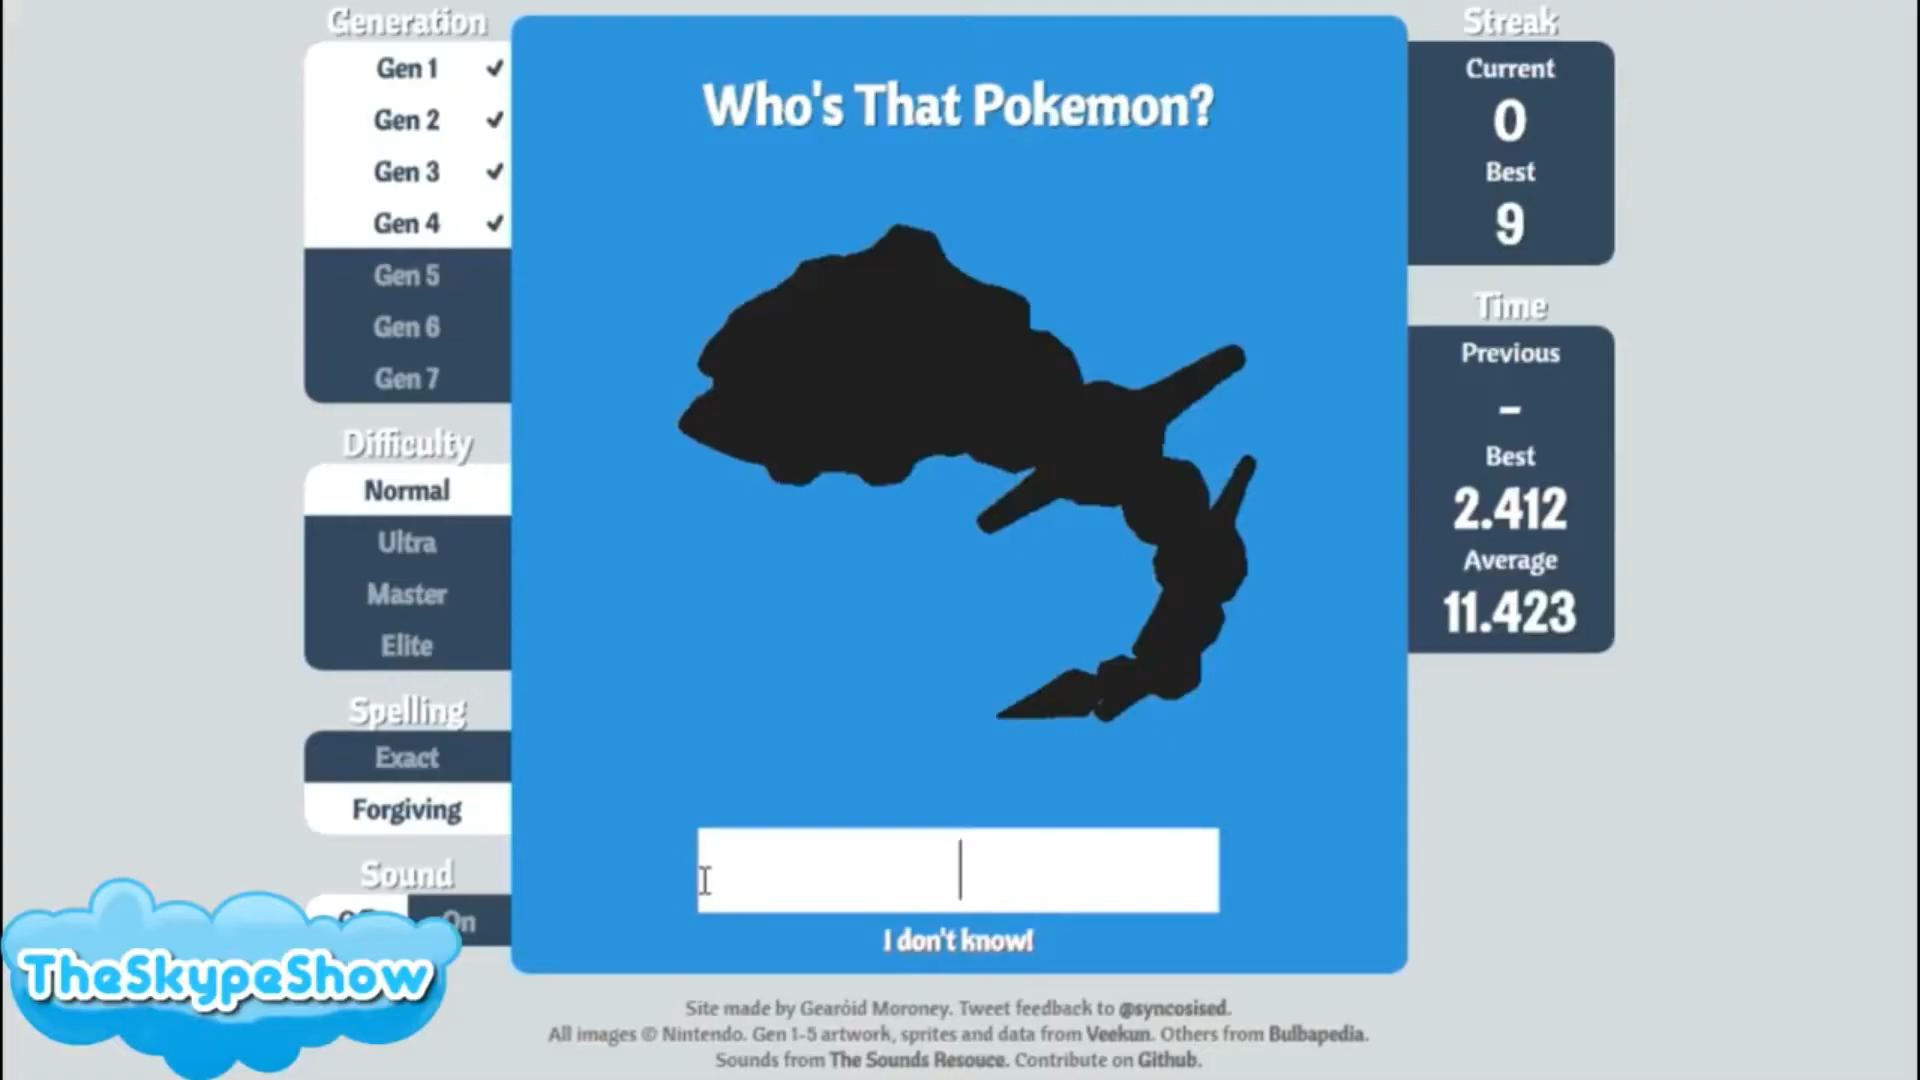 Generation
Gen 1
Gen 2
Gen 3
Gen 4
Gen 5
Gen 6
Gen 7
Difficulty
Normal
Ultra
Master
Elite
Spelling
Exact
Forgiving
Sound
On
TheSkypeShow
Who's That Pokemon?
I don't know!
Streak
Current
0
Best
9
Time
Previous
-
Best
2.412
Average
11.423
Site made by Gearóid Moroney. Tweet feedback to @syncosised.
All images © Nintendo. Gen 1-5 artwork, sprites and data from Veekun. Others from Bulbapedia.
Sounds from The Sounds Resouce. Contribute on Github.